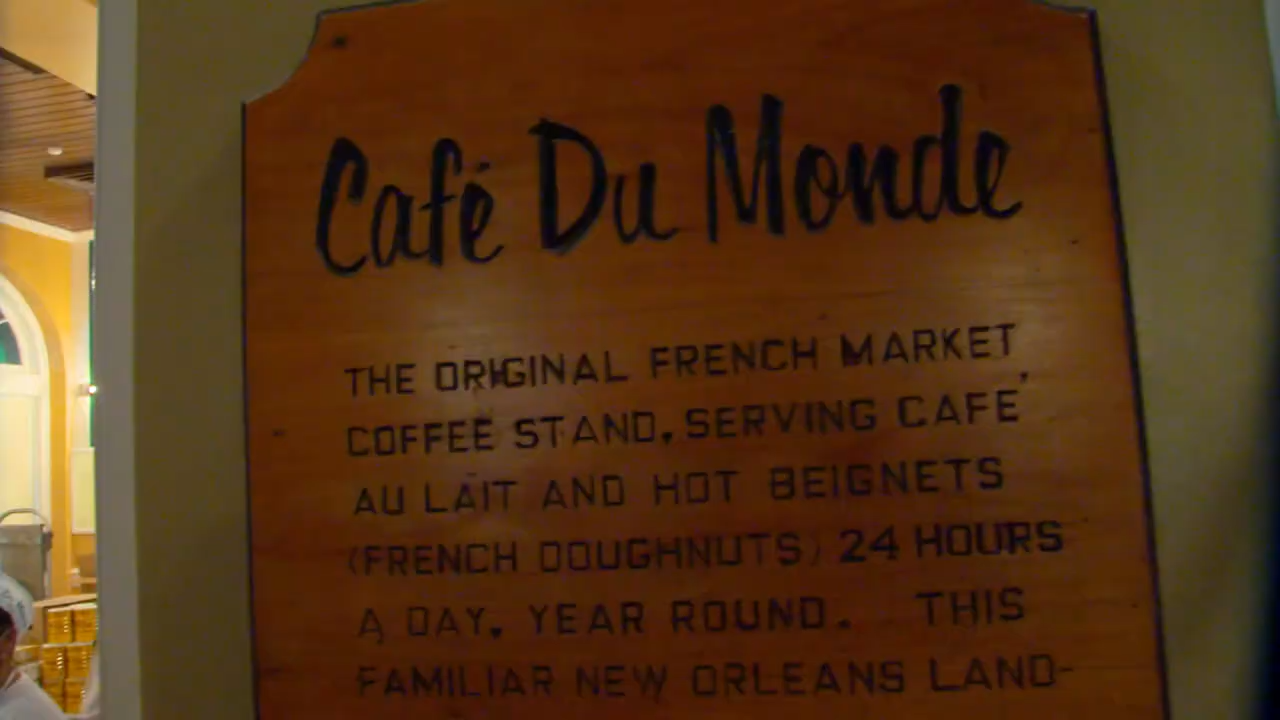 Café Du Monde
THE ORIGINAL FRENCH MARKET
COFFEE STAND, SERVING CAFÉ
AU LAIT AND HOT BEIGNETS
(FRENCH DOUGHNUTS) 24 HOURS
A DAY, YEAR ROUND. THIS
FAMILIAR NEW ORLEANS LAND-